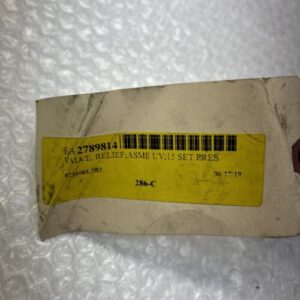 EA 2789814
VALVE, RELIEF,ASME UV;15 SET PRES
06/17/19
286-C